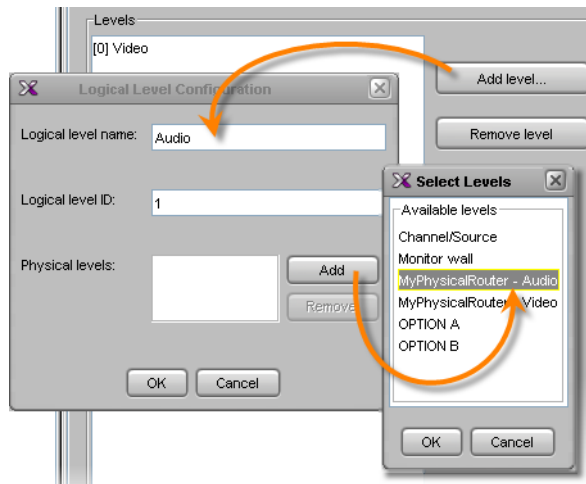 Levels
[0] Video
Add level...
Remove level
Logical Level Configuration
Logical level name:
Audio
Logical level ID:
1
Physical levels:
Add
Remove
OK
Cancel
Select Levels
Available levels
Channel/Source
Monitor wall
MyPhysicalRouter - Audio
MyPhysicalRouter - Video
OPTION A
OPTION B
OK
Cancel